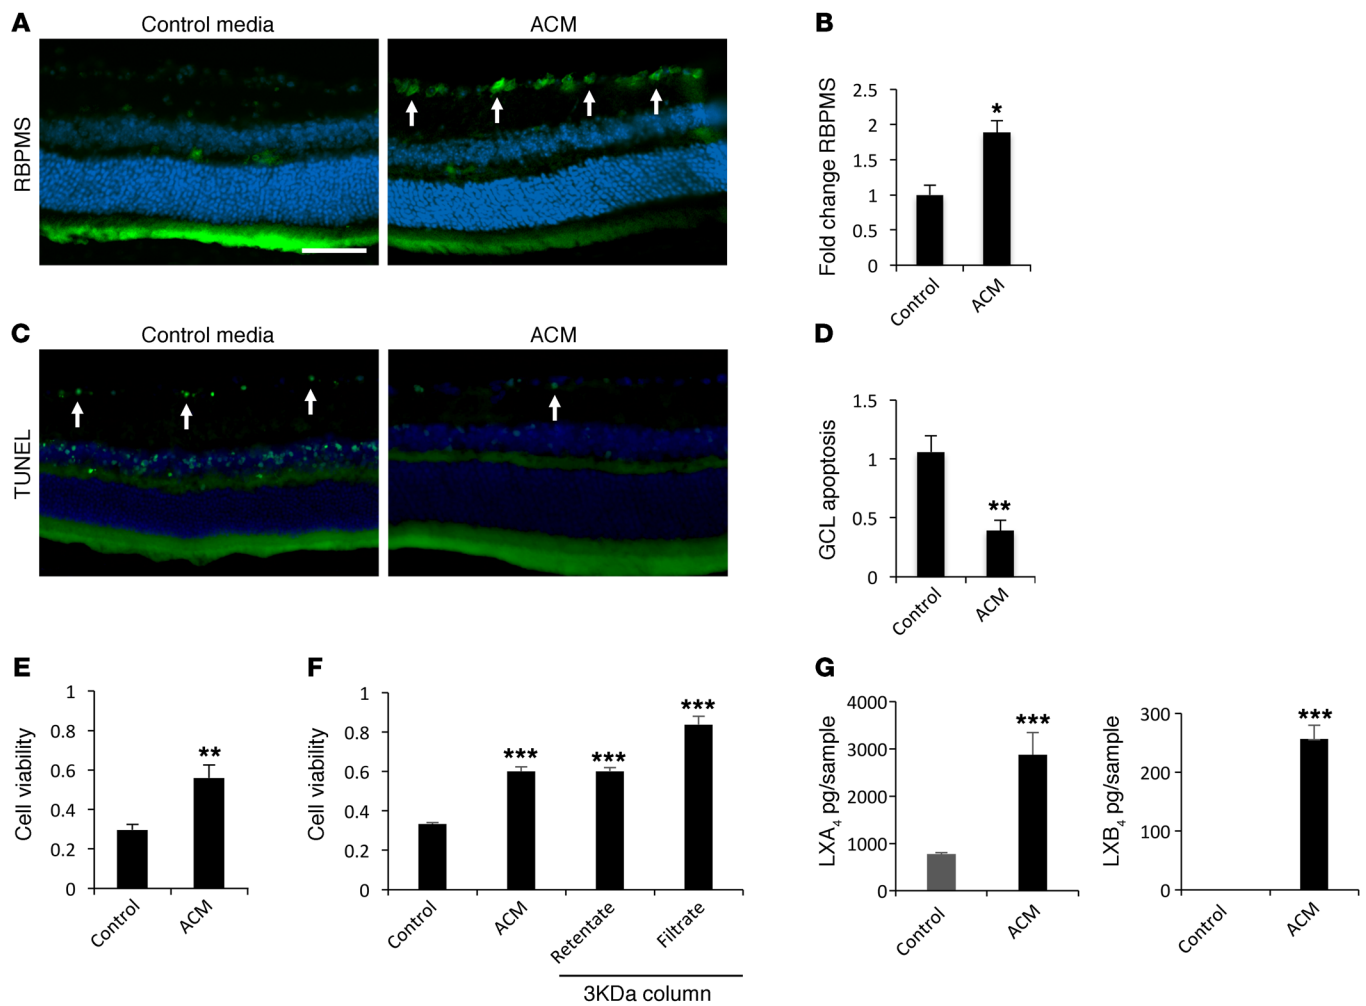 A
Control media
ACM
RBPMS
B
Fold change RBPMS
2.5
2
1.5
1
0.5
0
*
Control
ACM
C
Control media
ACM
TUNEL
D
GCL apoptosis
1.5
1
0.5
0
**
Control
ACM
E
Cell viability
1
0.8
0.6
0.4
0.2
0
**
Control
ACM
F
Cell viability
1
0.8
0.6
0.4
0.2
0
***
***
***
Control
ACM
Retentate
Filtrate
3KDa column
G
LXA4 pg/sample
4000
3000
2000
1000
0
***
Control
ACM
LXB4 pg/sample
300
200
100
0
***
Control
ACM